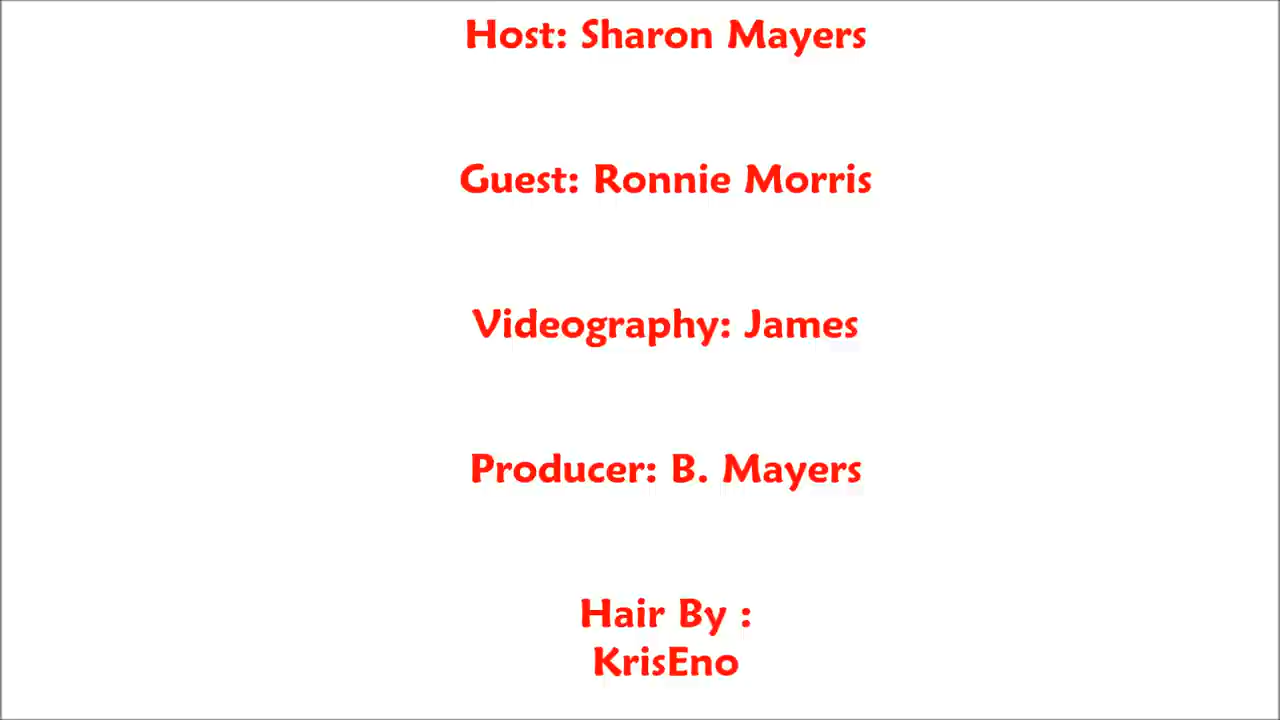 Host: Sharon Mayers
Guest: Ronnie Morris
Videography: James
Producer: B. Mayers
Hair By :
KrisEno